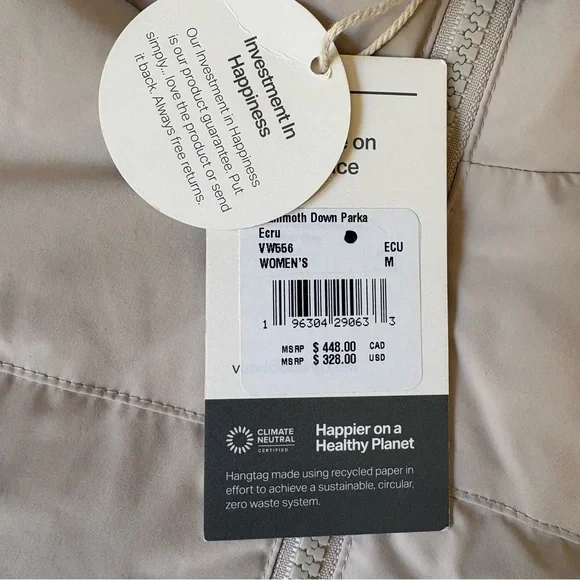 Investment In
Happiness
Our Investment in Happiness
is our product guarantee. Put
simply... love the product or send
it back. Always free returns.
on
Down Parka
Ecru
VW556 ECU
WOMEN'S M
1 96304 29063 3
MSRP $ 448.00 CAD
MSRP $ 328.00 USD
V
CLIMATE
NEUTRAL
CERTIFIED
Happier on a
Healthy Planet
Hangtag made using recycled paper in
effort to achieve a sustainable, circular,
zero waste system.